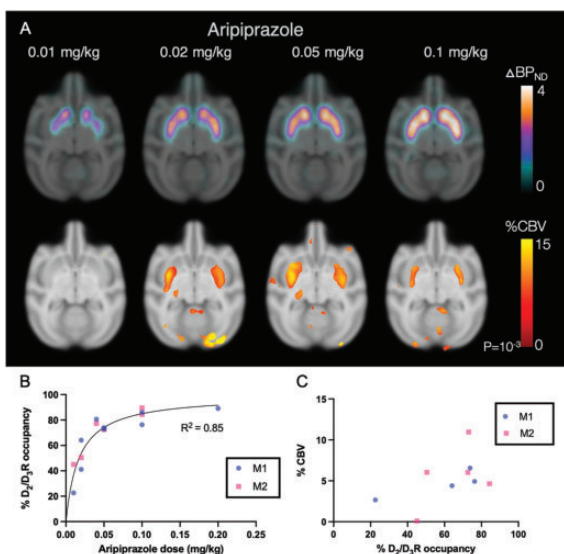 A
Aripiprazole
0.01 mg/kg 0.02 mg/kg 0.05 mg/kg 0.1 mg/kg
ΔBP_ND
4
0
%CBV
15
P=10⁻³ 0
B
% D₂/D₃R occupancy
100
80
60
40
20
0
R² = 0.85
M1
M2
0.00 0.05 0.10 0.15 0.20 0.25
Aripiprazole dose (mg/kg)
C
% CBV
15
10
5
0
M1
M2
0 20 40 60 80 100
% D₂/D₃R occupancy